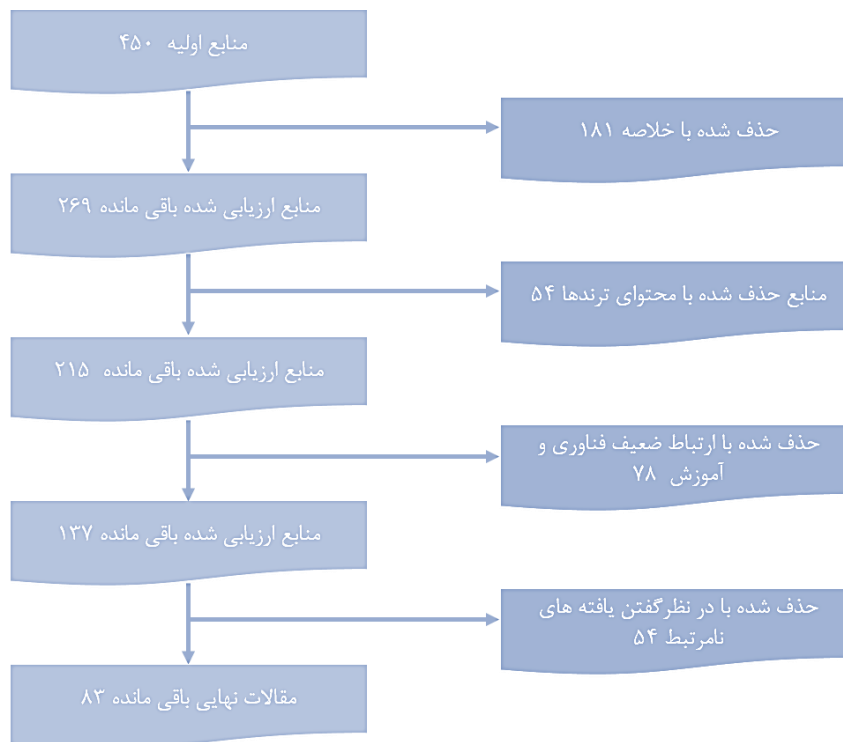 منابع اولیه ۴۵۰
حذف شده با خلاصه ۱۸۱
منابع ارزیابی شده باقی مانده ۲۶۹
منابع حذف شده با محتوای ترندها ۵۴
منابع ارزیابی شده باقی مانده ۲۱۵
حذف شده با ارتباط ضعیف فناوری و
آموزش ۷۸
منابع ارزیابی شده باقی مانده ۱۳۷
حذف شده با در نظرگفتن یافته های
نامرتبط ۵۴
مقالات نهایی باقی مانده ۸۳